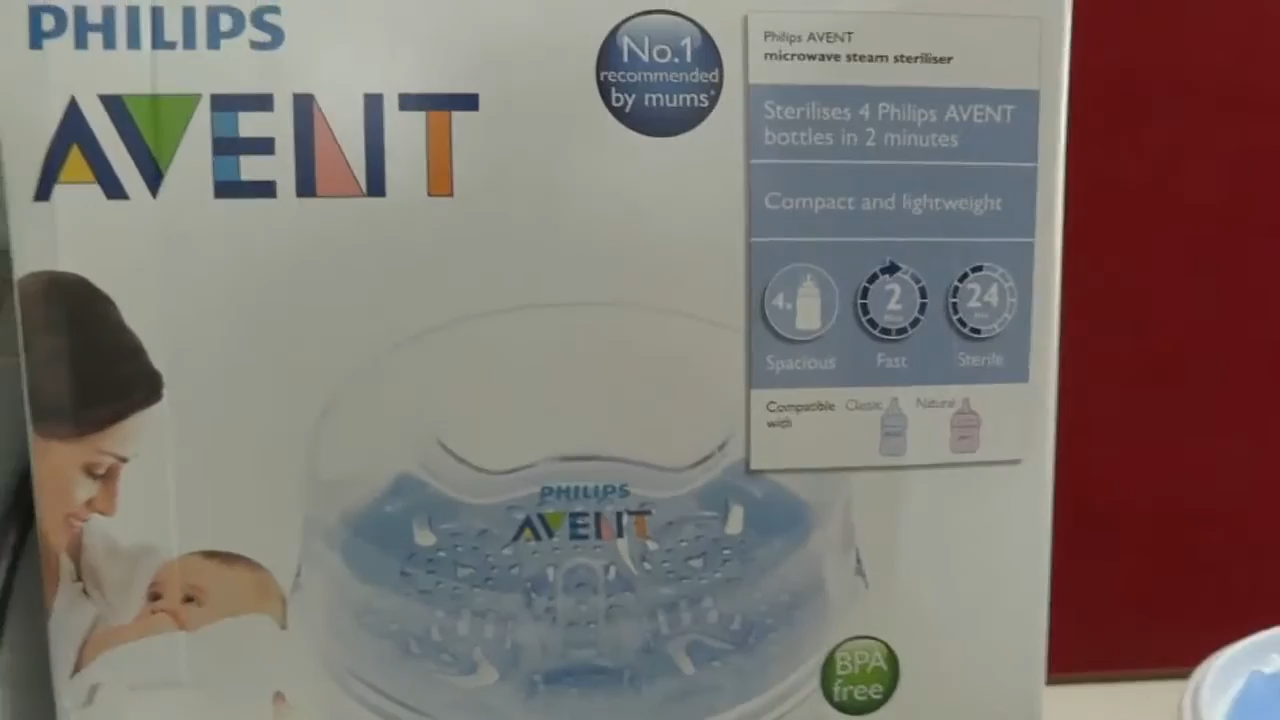 PHILIPS
AVENT
No.1
recommended
by mums*
Philips AVENT
microwave steam steriliser
Sterilises 4 Philips AVENT
bottles in 2 minutes
Compact and lightweight
4
2
24
Spacious
Fast
Sterile
Compatible
with
Classic
Natural
PHILIPS
AVENT
BPA
free